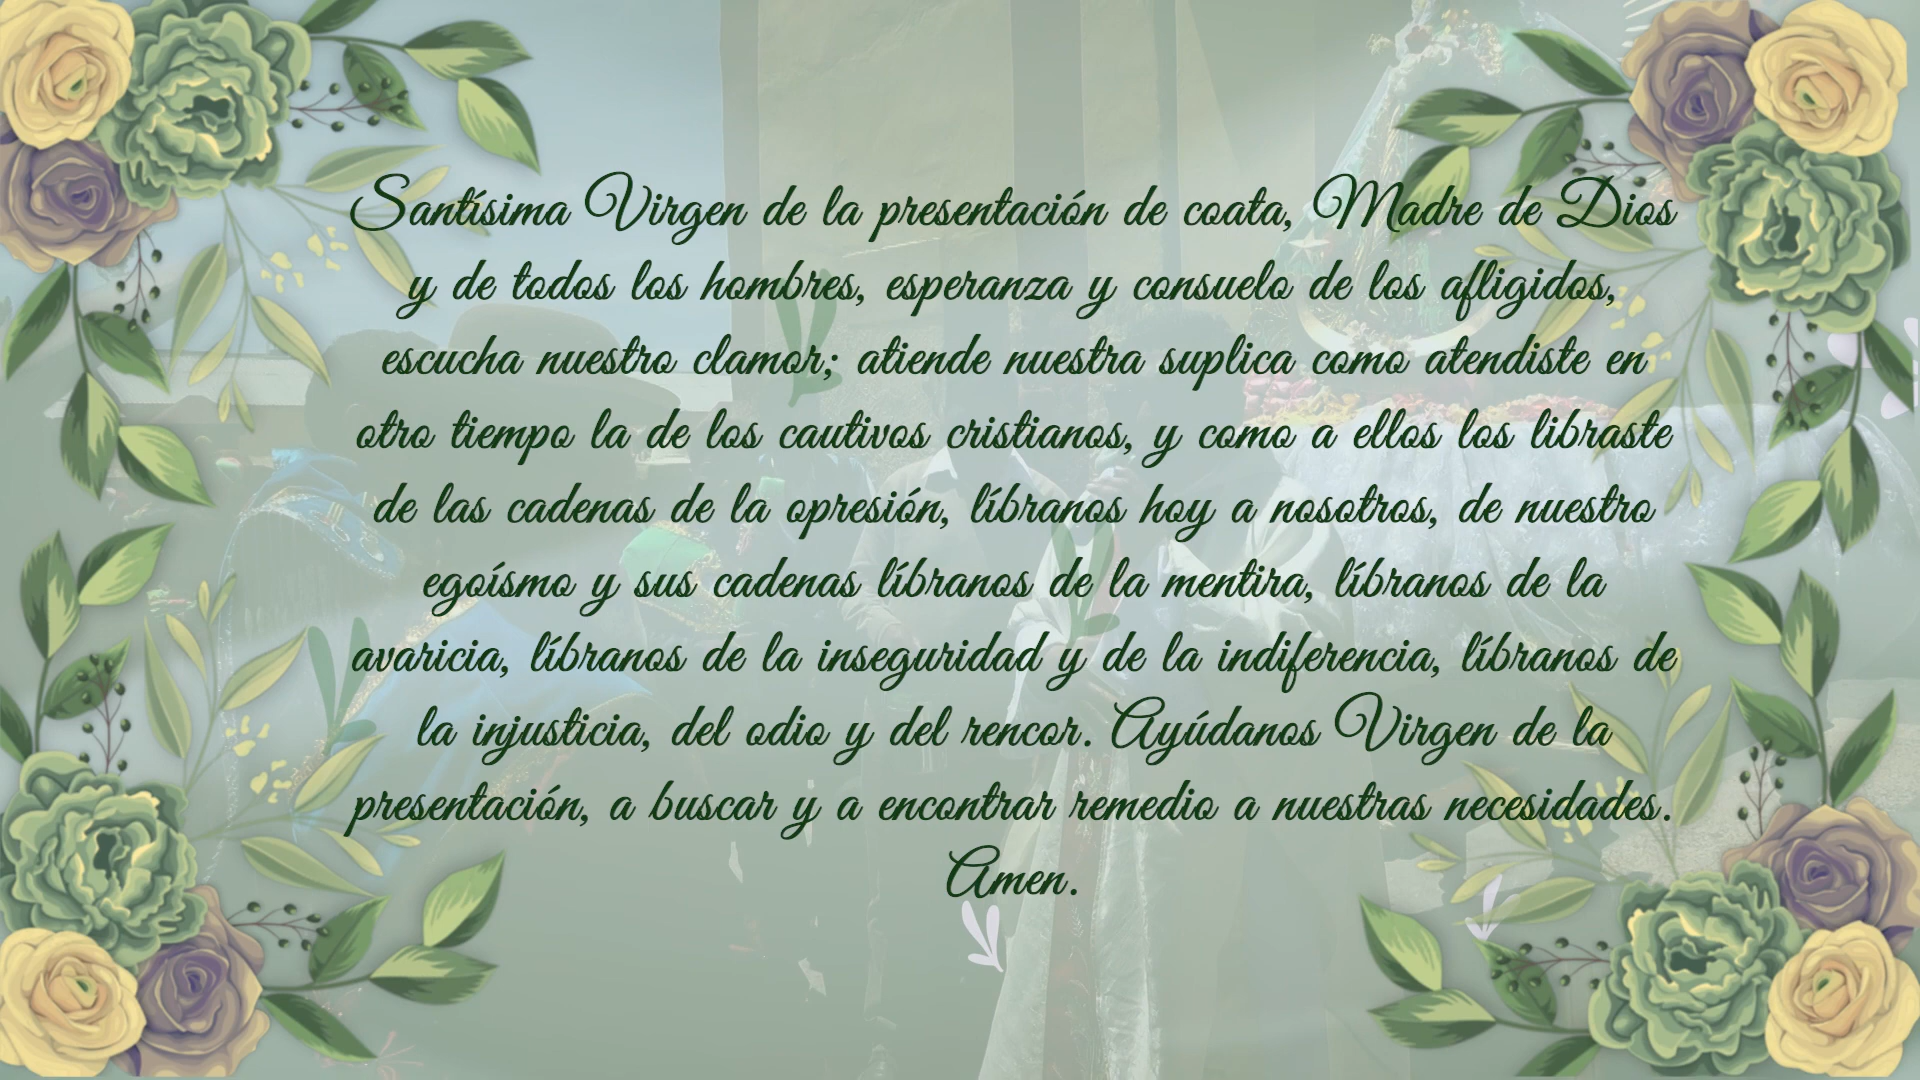 Santísima Virgen de la presentación de coata, Madre de Dios
y de todos los hombres, esperanza y consuelo de los afligidos,
escucha nuestro clamor; atiende nuestra suplica como atendiste en
otro tiempo la de los cautivos cristianos, y como a ellos los libraste
de las cadenas de la opresión, líbranos hoy a nosotros, de nuestro
egoísmo y sus cadenas líbranos de la mentira, líbranos de la
avaricia, líbranos de la inseguridad y de la indiferencia, líbranos de
la injusticia, del odio y del rencor. Ayúdanos Virgen de la
presentación, a buscar y a encontrar remedio a nuestras necesidades.
Amen.